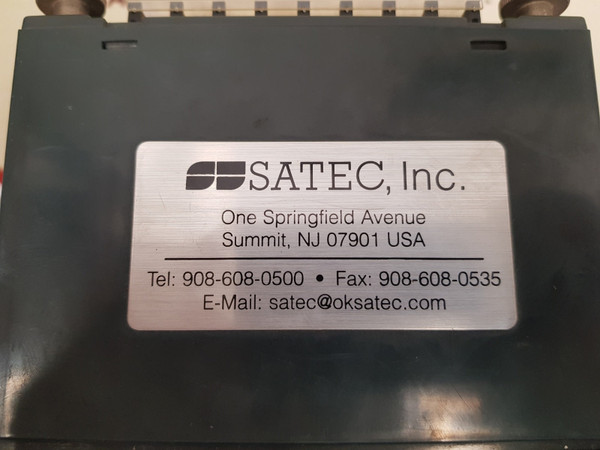 SATEC, Inc.
One Springfield Avenue
Summit, NJ 07901 USA
Tel: 908-608-0500 • Fax: 908-608-0535
E-Mail: satec@oksatec.com